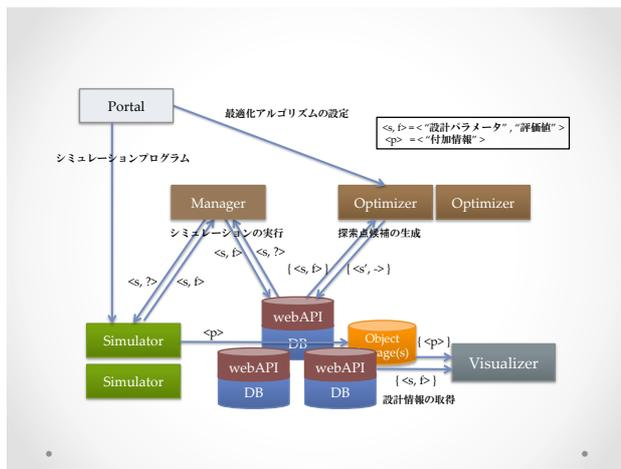 Portal
最適化アルゴリズムの設定
<s, f> = < “設計パラメータ” , “評価値” >
<p> = < “付加情報” >
シミュレーションプログラム
Manager
Optimizer
Optimizer
シミュレーションの実行
探索点候補の生成
<s, f>
<s, ?>
{ <s, f> }
{ <s’, -> }
<s, ?>
<s, f>
webAPI
DB
<p>
Simulator
Object
{ <p> }
Visualizer
webAPI
webAPI
Simulator
{ <s, f> }
DB
DB
設計情報の取得